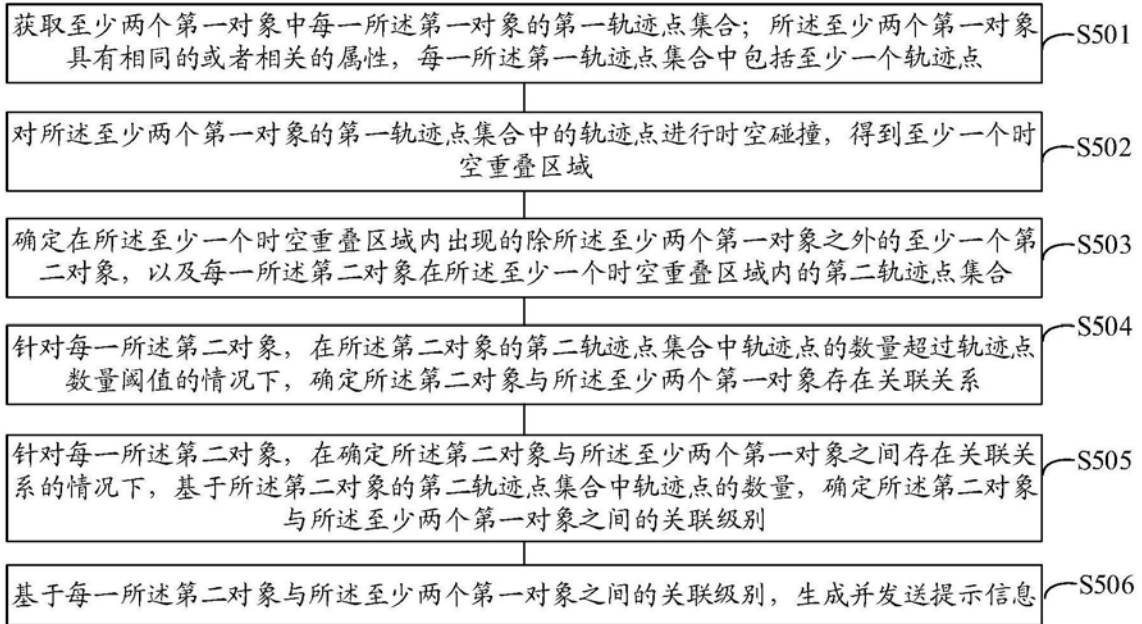 获取至少两个第一对象中每一所述第一对象的第一轨迹点集合；所述至少两个第一对象
具有相同的或者相关的属性，每一所述第一轨迹点集合中包括至少一个轨迹点
S501
对所述至少两个第一对象的第一轨迹点集合中的轨迹点进行时空碰撞，得到至少一个时
空重叠区域
S502
确定在所述至少一个时空重叠区域内出现的除所述至少两个第一对象之外的至少一个第
二对象，以及每一所述第二对象在所述至少一个时空重叠区域内的第二轨迹点集合
S503
针对每一所述第二对象，在所述第二对象的第二轨迹点集合中轨迹点的数量超过轨迹点
数量阈值的情况下，确定所述第二对象与所述至少两个第一对象存在关联关系
S504
针对每一所述第二对象，在确定所述第二对象与所述至少两个第一对象之间存在关联关
系的情况下，基于所述第二对象的第二轨迹点集合中轨迹点的数量，确定所述第二对象
与所述至少两个第一对象之间的关联级别
S505
基于每一所述第二对象与所述至少两个第一对象之间的关联级别，生成并发送提示信息
S506